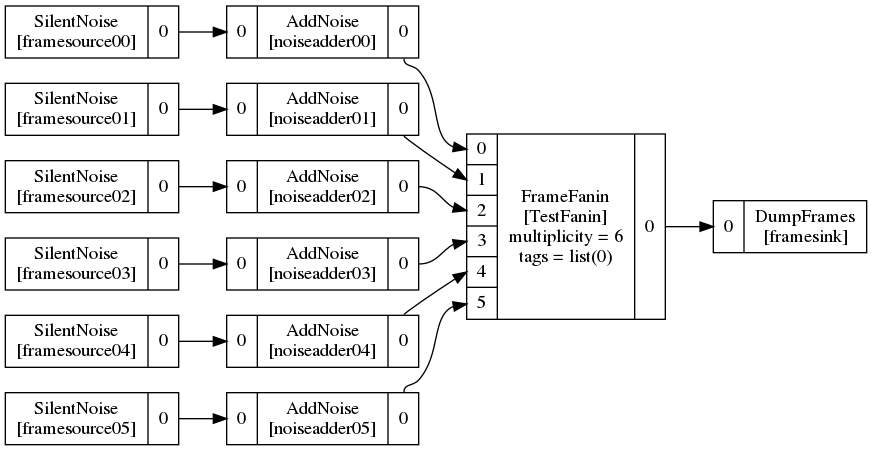 SilentNoise
[framesource00]
0
0
AddNoise
[noiseadder00]
0
SilentNoise
[framesource01]
0
0
AddNoise
[noiseadder01]
0
SilentNoise
[framesource02]
0
0
AddNoise
[noiseadder02]
0
SilentNoise
[framesource03]
0
0
AddNoise
[noiseadder03]
0
SilentNoise
[framesource04]
0
0
AddNoise
[noiseadder04]
0
SilentNoise
[framesource05]
0
0
AddNoise
[noiseadder05]
0
0
1
2
3
4
5
FrameFanin
[TestFanin]
multiplicity = 6
tags = list(0)
0
0
DumpFrames
[framesink]